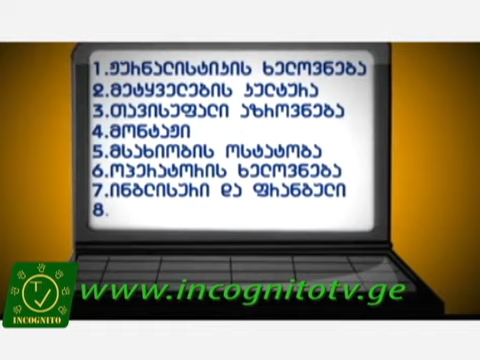 1.ჟურნალისტიკის ხელოვნება
2.მეტყველების კულტურა
3.თავისუფალი აზროვნება
4.მონტაჟი
5.მსახიობის ოსტატობა
6.ოპერატორის ხელოვნება
7.ინგლისური და ფრანგული
8.
www.incognitotv.ge
T
INCOGNITO